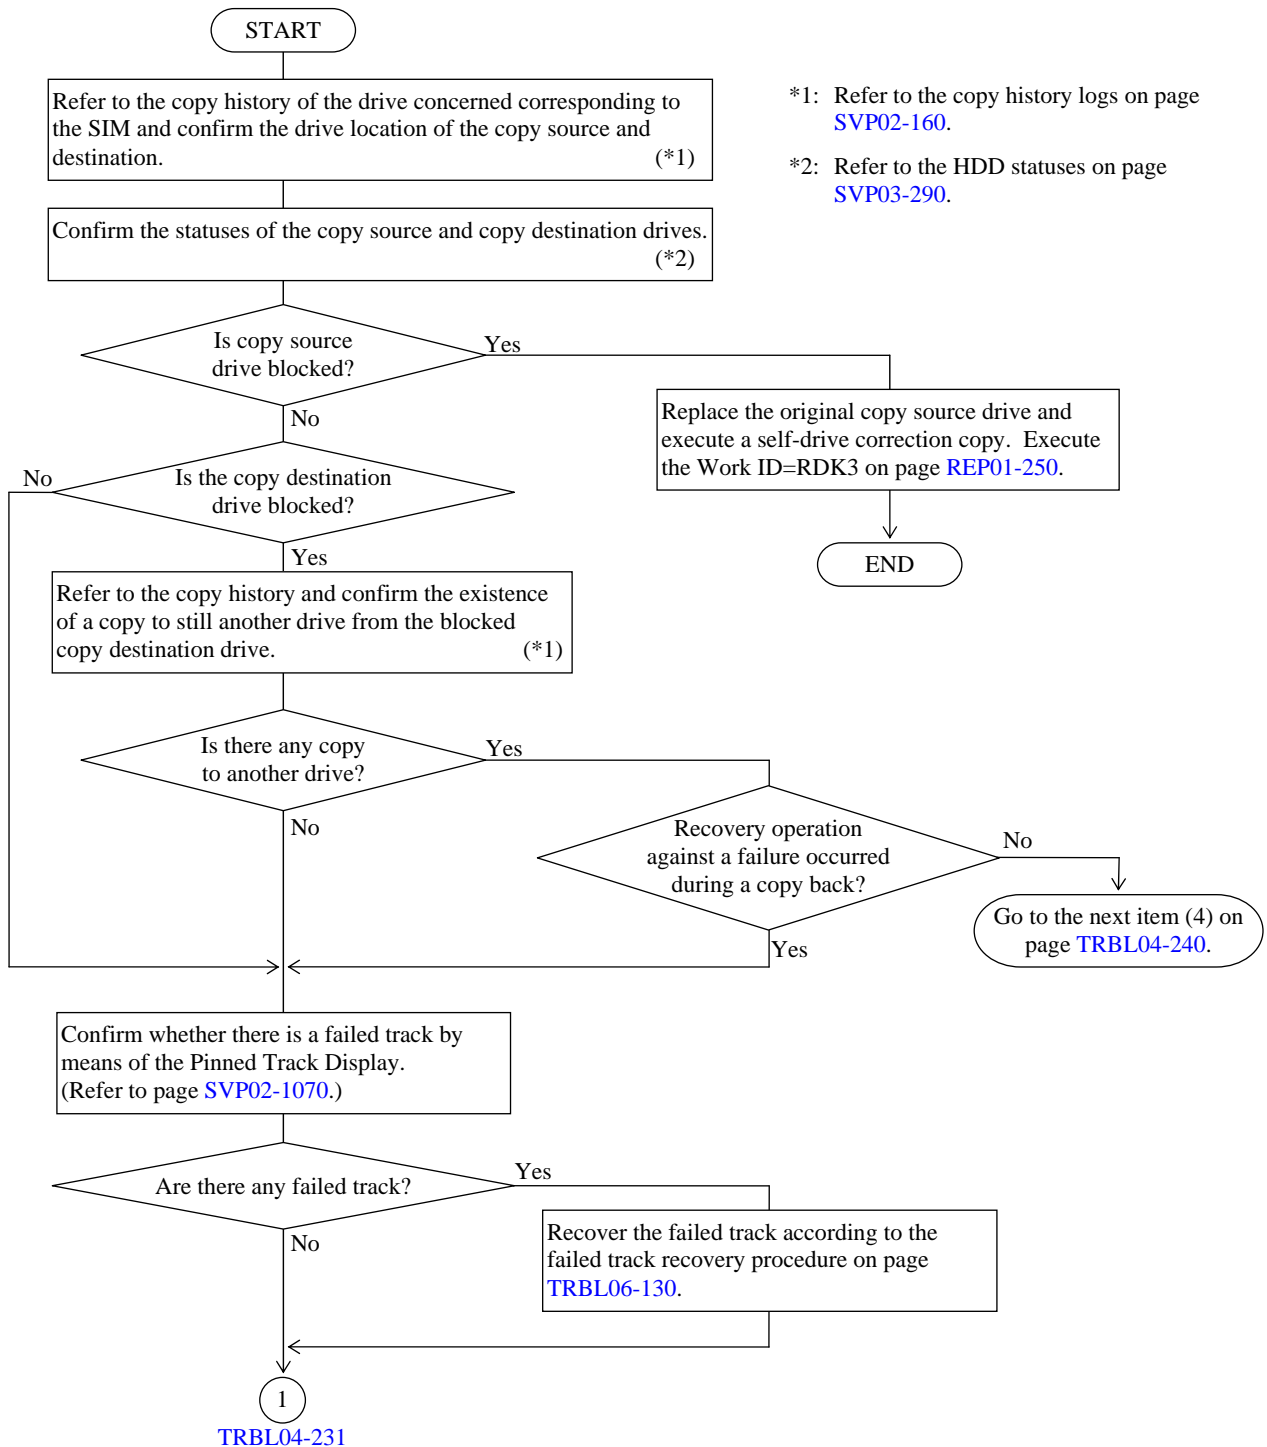 START
Refer to the copy history of the drive concerned corresponding to
the SIM and confirm the drive location of the copy source and
destination. (*1)
*1: Refer to the copy history logs on page
SVP02-160.
*2: Refer to the HDD statuses on page
SVP03-290.
Confirm the statuses of the copy source and copy destination drives.
(*2)
Is copy source
drive blocked?
Yes
No
Replace the original copy source drive and
execute a self-drive correction copy. Execute
the Work ID=RDK3 on page REP01-250.
END
Is the copy destination
drive blocked?
No
Yes
Refer to the copy history and confirm the existence
of a copy to still another drive from the blocked
copy destination drive. (*1)
Is there any copy
to another drive?
Yes
No
Recovery operation
against a failure occurred
during a copy back?
No
Yes
Go to the next item (4) on
page TRBL04-240.
Confirm whether there is a failed track by
means of the Pinned Track Display.
(Refer to page SVP02-1070.)
Are there any failed track?
Yes
No
Recover the failed track according to the
failed track recovery procedure on page
TRBL06-130.
1
TRBL04-231